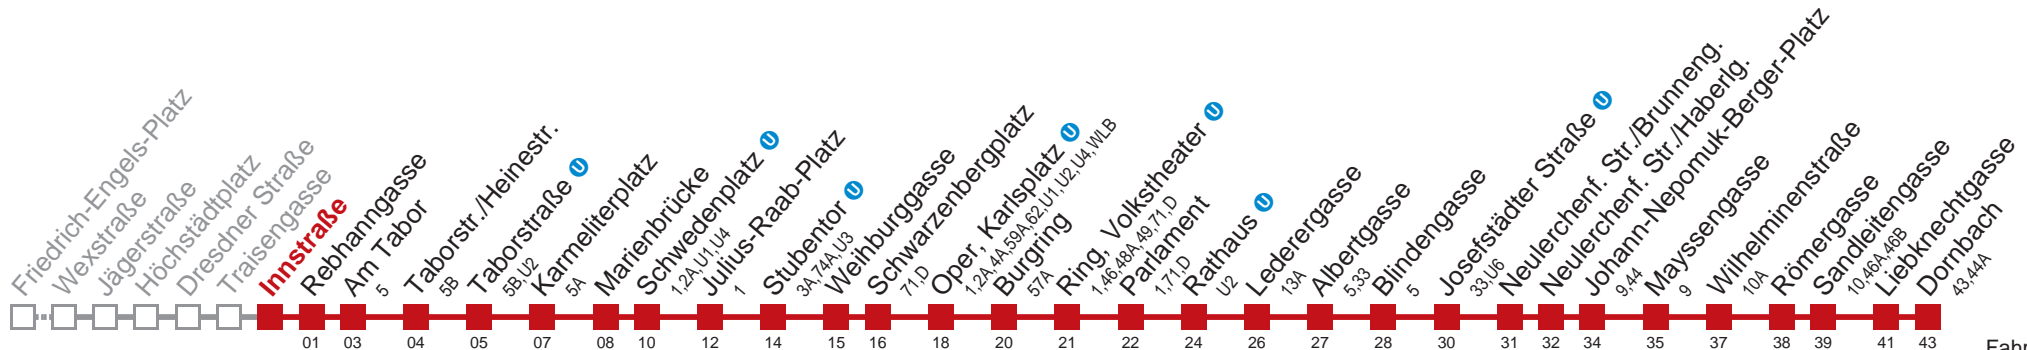 Friedrich-Engels-Platz
Wexstraße
Jägerstraße
Höchstädtplatz
Dresdner Straße
Traisengasse
Innstraße
Rebhanngasse
Am Tabor
5
Taborstr./Heinestr.
5B
Taborstraße U
5B,U2
Karmeliterplatz
5A
Marienbrücke
Schwedenplatz U
1,2A,U1,U4
Julius-Raab-Platz
1
Stubentor U
3A,74A,U3
Weihburggasse
Schwarzenbergplatz
71,D
Oper, Karlsplatz U
1,2A,4A,59A,62,U1,U2,U4,WLB
Burgring
57A
Ring, Volkstheater U
1,46,48A,49,71,D
Parlament
1,71,D
Rathaus U
U2
Lederergasse
13A
Albertgasse
5,33
Blindengasse
5
Josefstädter Straße U
33,U6
Neulerchenf. Str./Brunneng.
Neulerchenf. Str./Haberlg.
Johann-Nepomuk-Berger-Platz
9,44
Mayssengasse
9
Wilhelminenstraße
10A
Römergasse
Sandleitengasse
10,46A,46B
Liebknechtgasse
Dornbach
43,44A
01 03 04 05 07 08 10 12 14 15 16 18 20 21 22 24 26 27 28 30 31 32 34 35 37 38 39 41 43
Fahr